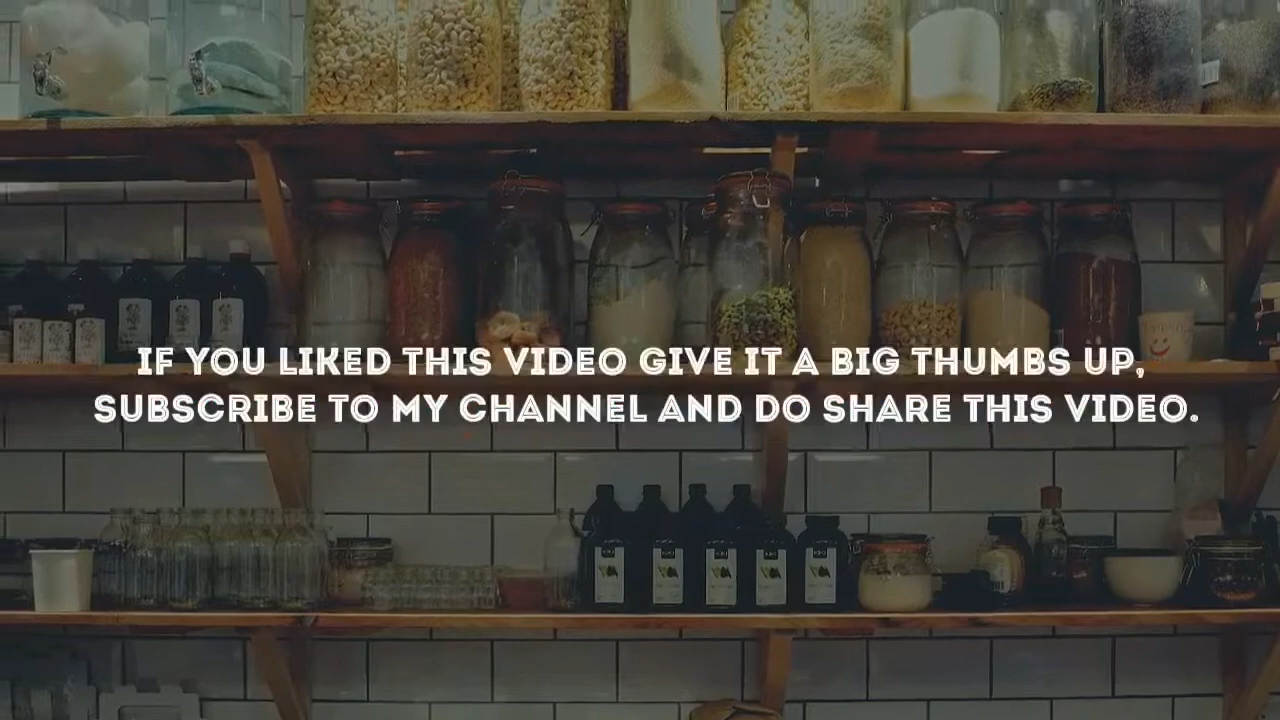 IF YOU LIKED THIS VIDEO GIVE IT A BIG THUMBS UP,
SUBSCRIBE TO MY CHANNEL AND DO SHARE THIS VIDEO.